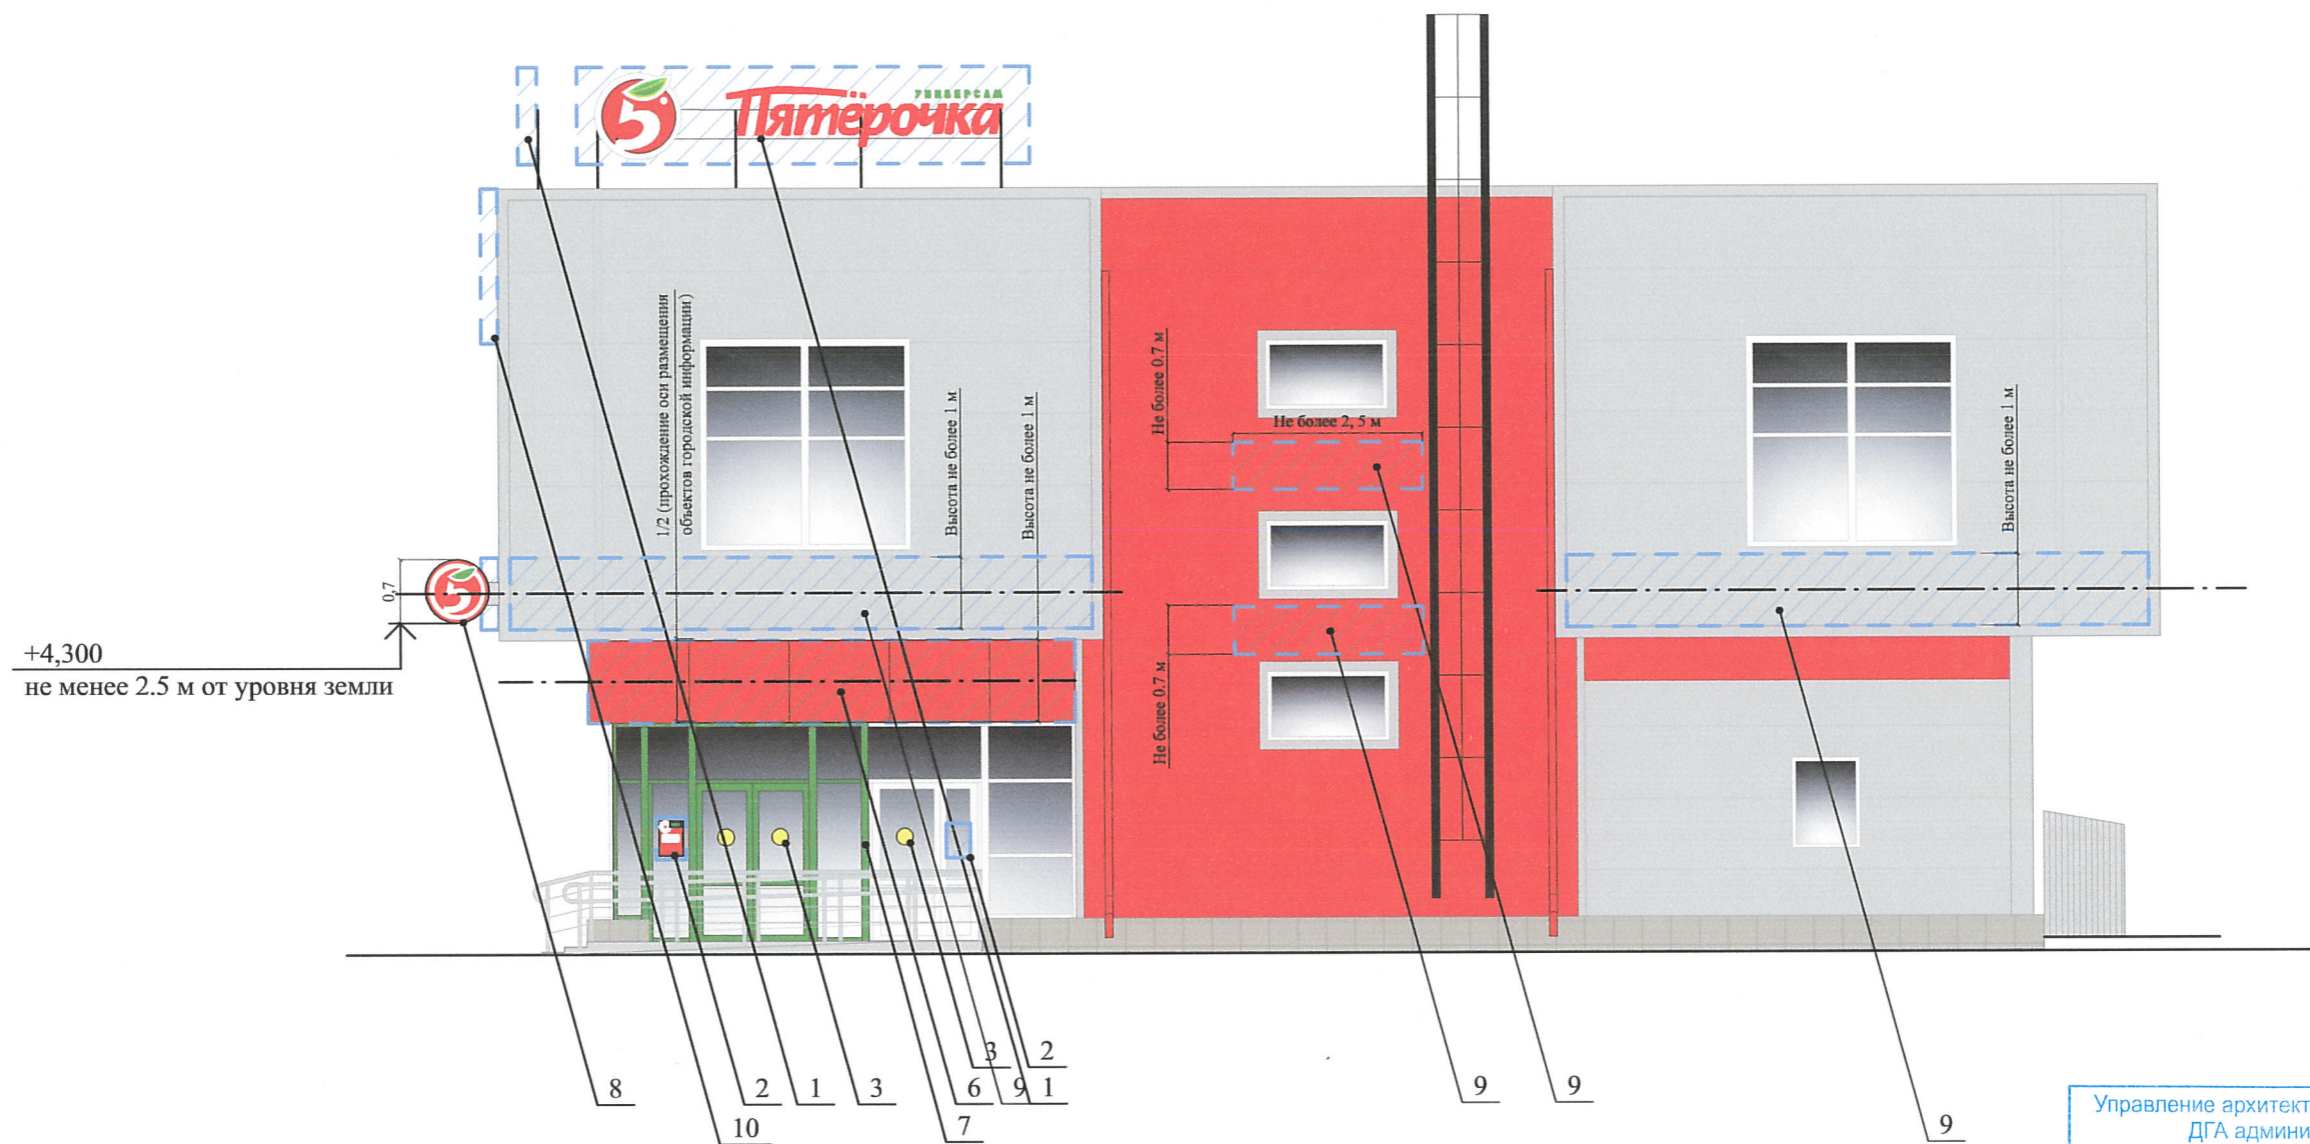 УНИВЕРСАМ
5 Пятёрочка
1/2 (прохождение оси размещения
объектов городской информации)
Высота не более 1 м
Высота не более 1 м
Не более 0.7 м
Не более 2, 5 м
Не более 0.7 м
Высота не более 1 м
0,7
5
+4,300
не менее 2.5 м от уровня земли
3
2
8
2
1
3
6
9
1
9
9
10
7
9
Управление архитект
ДГА админи